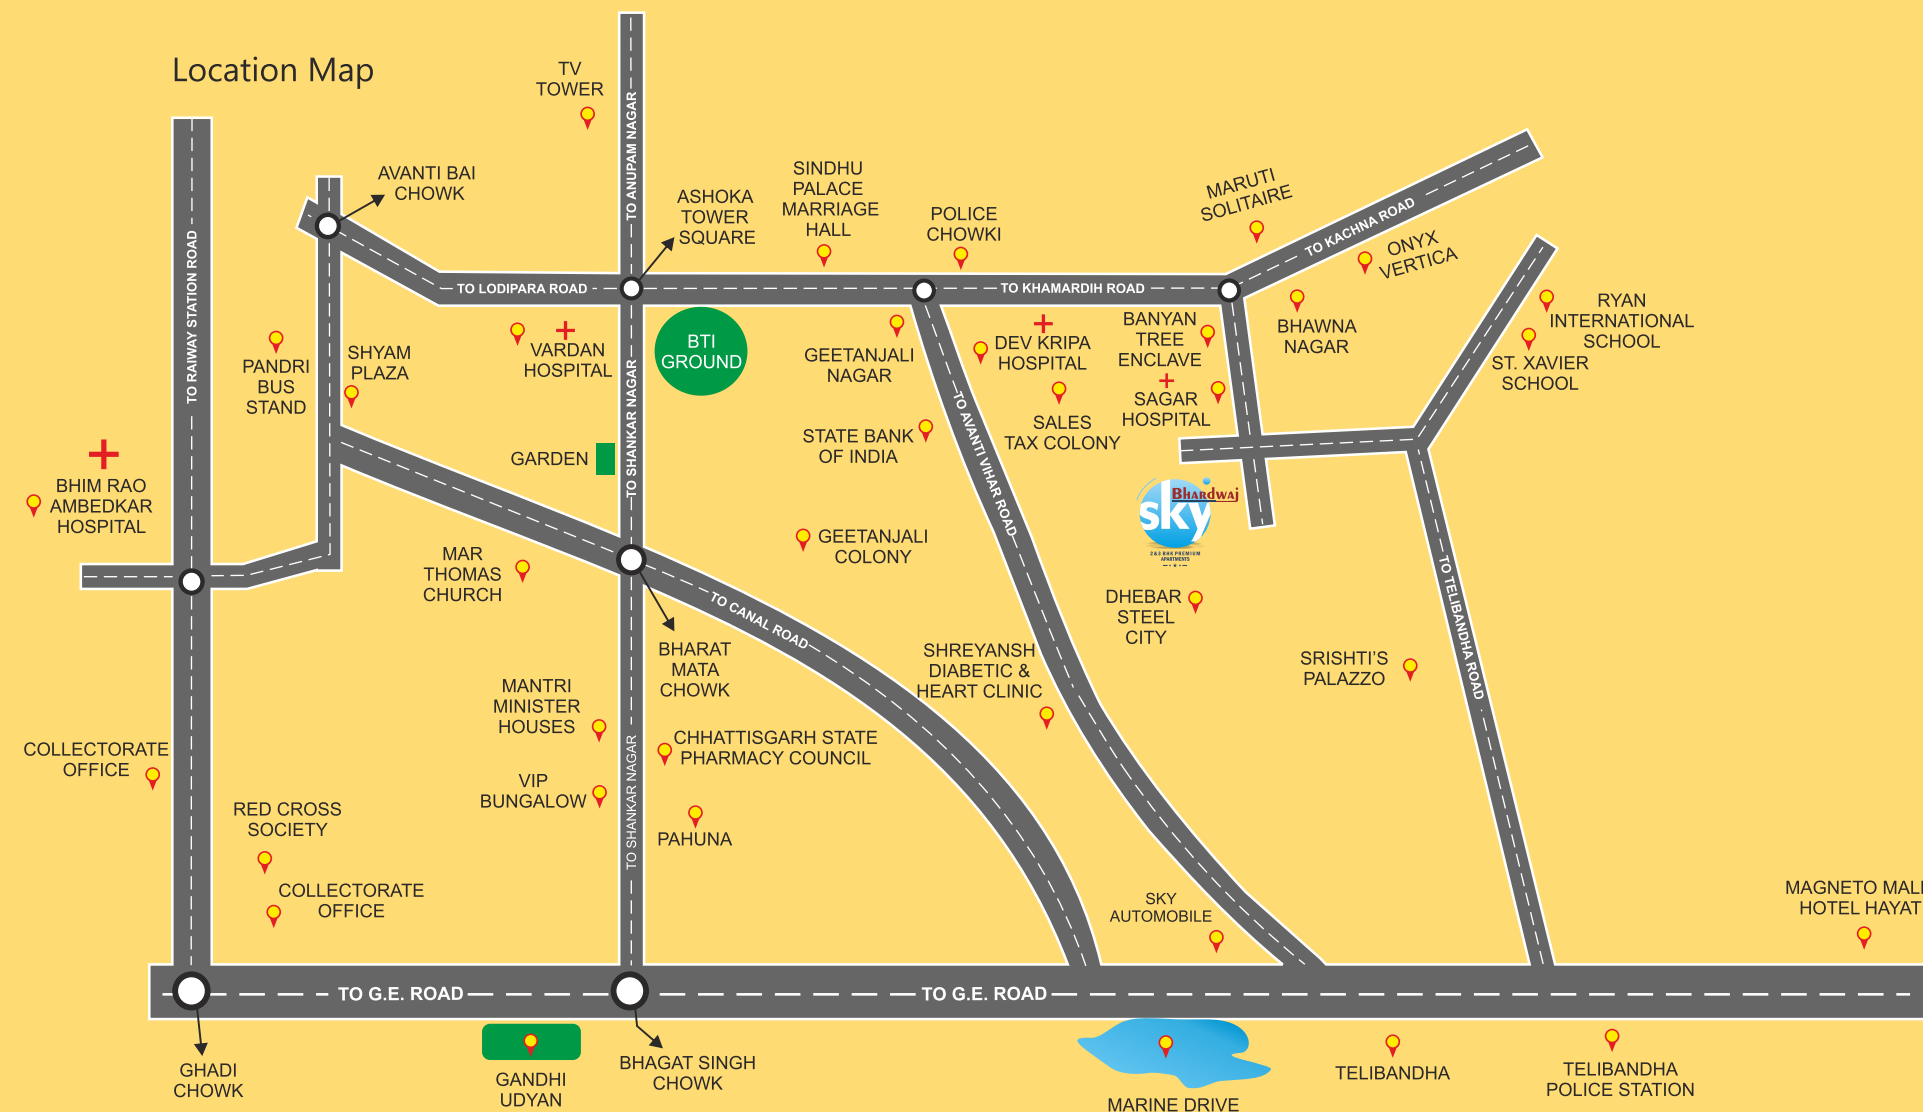 Location Map
TV
TOWER
TO ANUPAM NAGAR
AVANTI BAI
CHOWK
ASHOKA
TOWER
SQUARE
SINDHU
PALACE
MARRIAGE
HALL
POLICE
CHOWKI
MARUTI
SOLITAIRE
TO KACHNA ROAD
ONYX
VERTICA
TO RAIWAY STATION ROAD
TO LODIPARA ROAD
TO KHAMARDIH ROAD
PANDRI
BUS
STAND
SHYAM
PLAZA
VARDAN
HOSPITAL
TO SHANKAR NAGAR
BTI
GROUND
GEETANJALI
NAGAR
DEV KRIPA
HOSPITAL
BANYAN
TREE
ENCLAVE
BHAWNA
NAGAR
RYAN
INTERNATIONAL
SCHOOL
ST. XAVIER
SCHOOL
SAGAR
HOSPITAL
SALES
TAX COLONY
STATE BANK
OF INDIA
TO AVANTI VIHAR ROAD
GARDEN
BHIM RAO
AMBEDKAR
HOSPITAL
Bhardwaj
sky
2 & 3 BHK PREMIUM
APARTMENTS
MAR
THOMAS
CHURCH
GEETANJALI
COLONY
TO CANAL ROAD
DHEBAR
STEEL
CITY
TO TELIBANDHA ROAD
BHARAT
MATA
CHOWK
SHREYANSH
DIABETIC &
HEART CLINIC
SRISHTI'S
PALAZZO
MANTRI
MINISTER
HOUSES
CHHATTISGARH STATE
PHARMACY COUNCIL
COLLECTORATE
OFFICE
VIP
BUNGALOW
TO SHANKAR NAGAR
PAHUNA
RED CROSS
SOCIETY
COLLECTORATE
OFFICE
SKY
AUTOMOBILE
MAGNETO MALL
HOTEL HAYAT
TO G.E. ROAD
TO G.E. ROAD
GHADI
CHOWK
GANDHI
UDYAN
BHAGAT SINGH
CHOWK
MARINE DRIVE
TELIBANDHA
TELIBANDHA
POLICE STATION